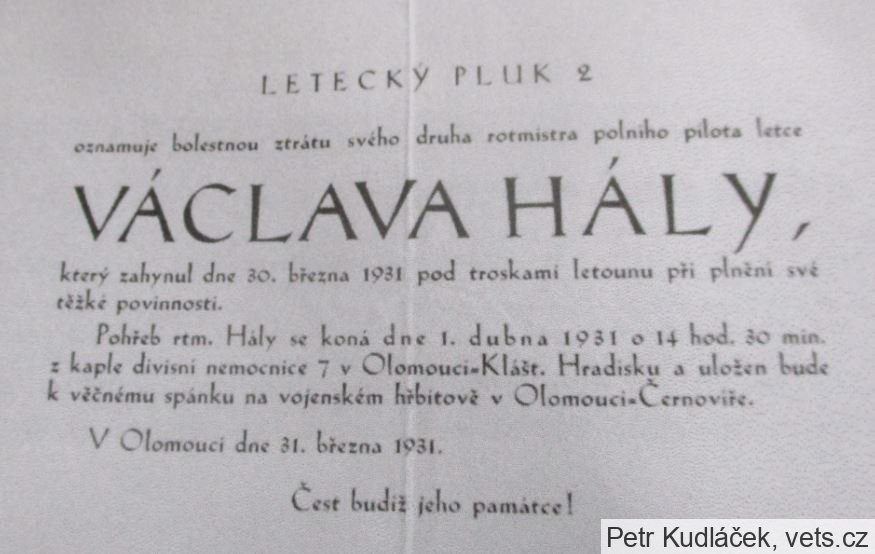 LETECKÝ PLUK 2
oznamuje bolestnou ztrátu svého druha rotmistra polního pilota letce
VÁCLAVA HÁLY,
který zahynul dne 30. března 1931 pod troskami letounu při plnění své
těžké povinnosti.
Pohřeb rtm. Hály se koná dne 1. dubna 1931 o 14 hod. 30 min.
z kaple divisní nemocnice 7 v Olomouci-Klášt. Hradisku a uložen bude
k věčnému spánku na vojenském hřbitově v Olomouci-Černovíře.
V Olomouci dne 31. března 1931.
Čest budiž jeho památce!
Petr Kudláček, vets.cz